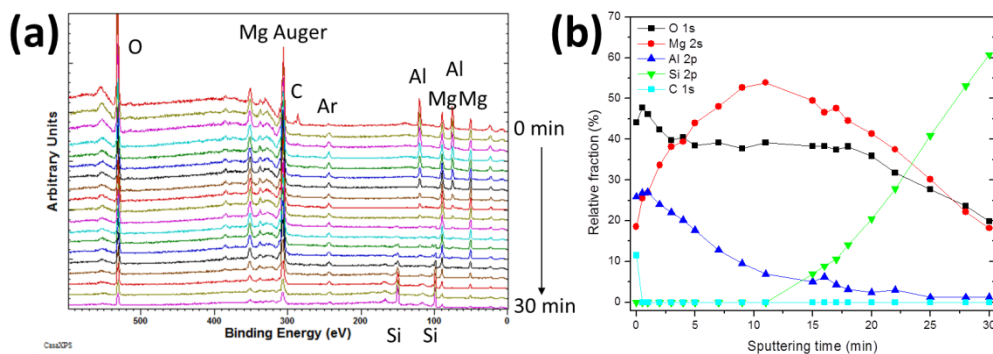 (a)
O
Mg Auger
C
Ar
Al
Al
Mg
Mg
0 min
30 min
Arbitrary Units
500
400
300
200
100
0
Binding Energy (eV)
Si
Si
CasaXPS
(b)
O 1s
Mg 2s
Al 2p
Si 2p
C 1s
70
60
50
40
30
20
10
0
Relative fraction (%)
0
5
10
15
20
25
30
Sputtering time (min)